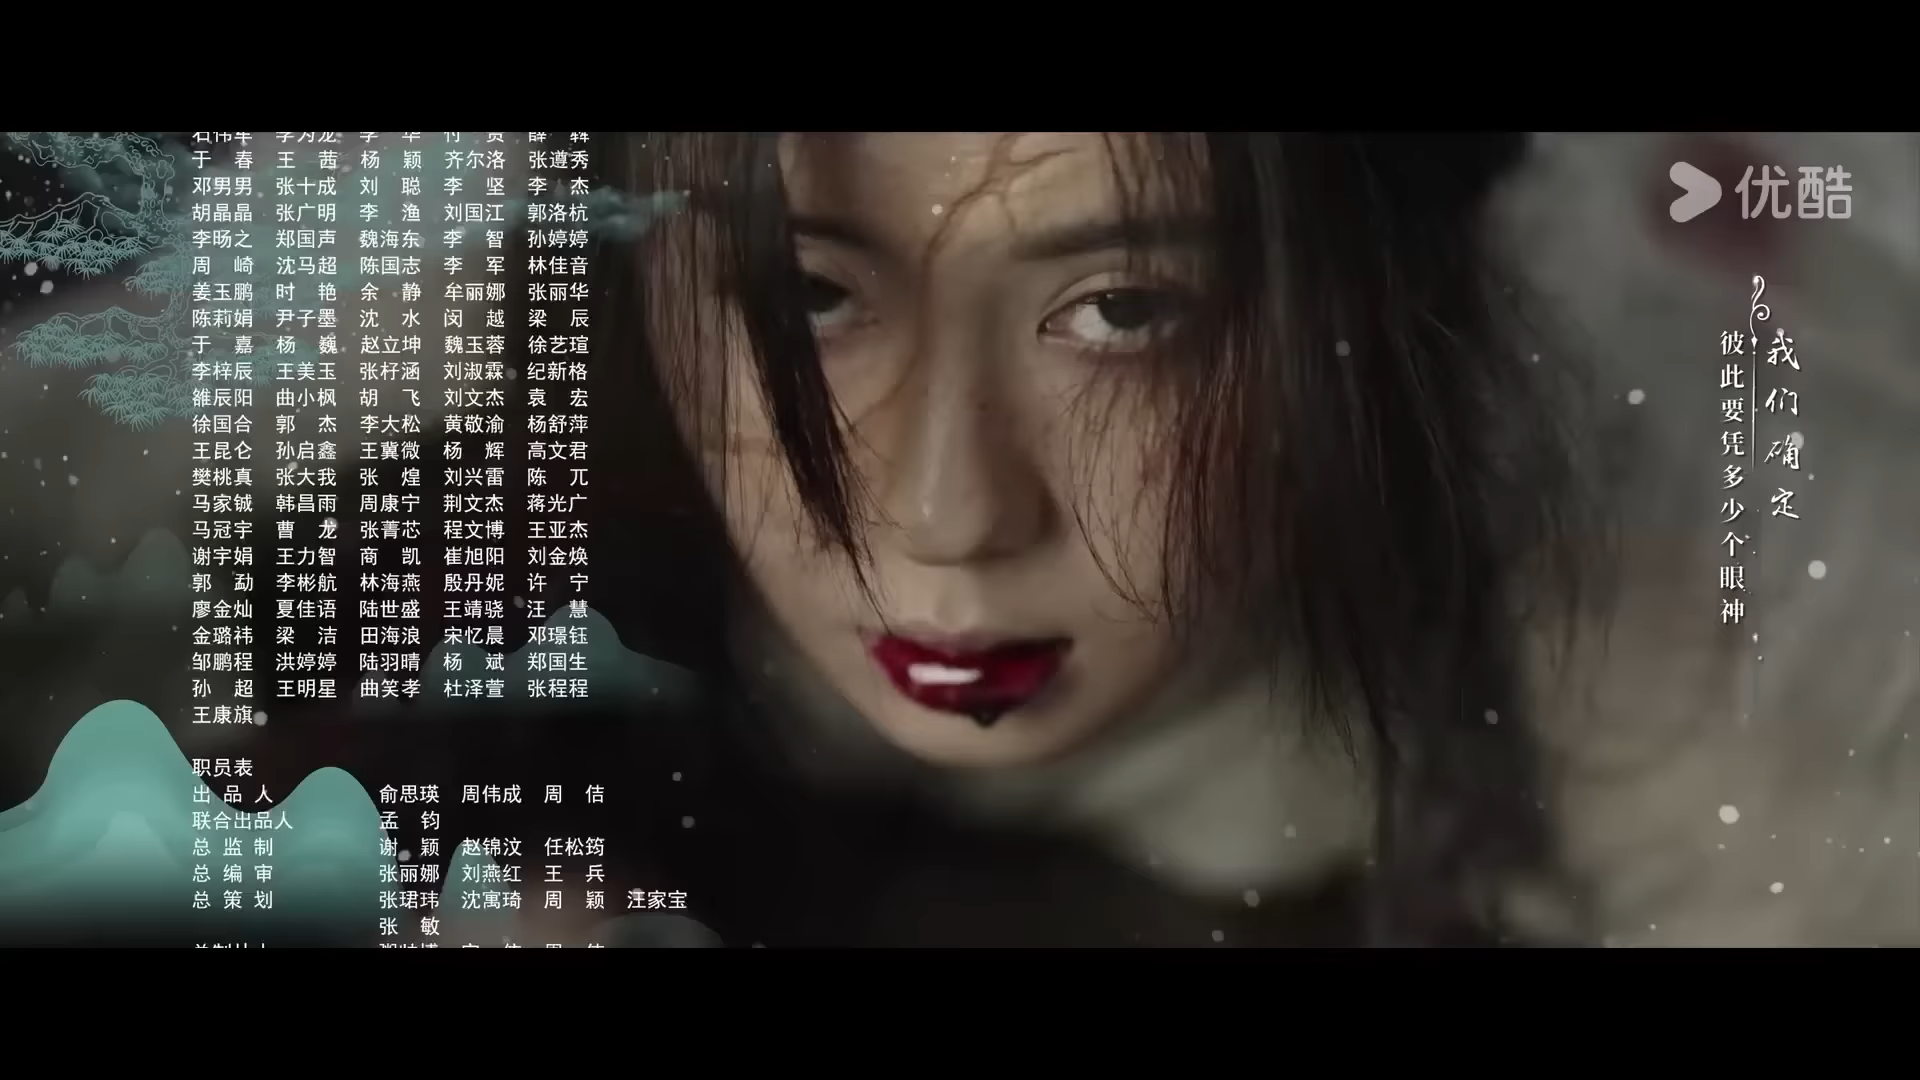 于　春　王　茜　杨　颖　齐尔洛　张遵秀
邓男男　张十成　刘　聪　李　坚　李　杰
胡晶晶　张广明　李　渔　刘国江　郭洛杭
李旸之　郑国声　魏海东　李　智　孙婷婷
周　崎　沈马超　陈国志　李　军　林佳音
姜玉鹏　时　艳　余　静　牟丽娜　张丽华
陈莉娟　尹子墨　沈　水　闵　越　梁　辰
于　嘉　杨　巍　赵立坤　魏玉蓉　徐艺瑄
李梓辰　王美玉　张杍涵　刘淑霖　纪新格
雒辰阳　曲小枫　胡　飞　刘文杰　袁　宏
徐国合　郭　杰　李大松　黄敬渝　杨舒萍
王昆仑　孙启鑫　王冀微　杨　辉　高文君
樊桃真　张大我　张　煌　刘兴雷　陈　兀
马家铖　韩昌雨　周康宁　荆文杰　蒋光广
马冠宇　曹　龙　张菁芯　程文博　王亚杰
谢宇娟　王力智　商　凯　崔旭阳　刘金焕
郭　勐　李彬航　林海燕　殷丹妮　许　宁
廖金灿　夏佳语　陆世盛　王靖骁　汪　慧
金璐祎　梁　洁　田海浪　宋忆晨　邓璟钰
邹鹏程　洪婷婷　陆羽晴　杨　斌　郑国生
孙　超　王明星　曲笑孝　杜泽萱　张程程
王康旗
职员表
出 品 人　俞思瑛　周伟成　周　佶
联合出品人　孟　钧
总 监 制　谢　颖　赵锦汶　任松筠
总 编 审　张丽娜　刘燕红　王　兵
总 策 划　张珺玮　沈寓琦　周　颖　汪家宝
张　敏
优酷
我们确定
彼此要凭多少个眼神